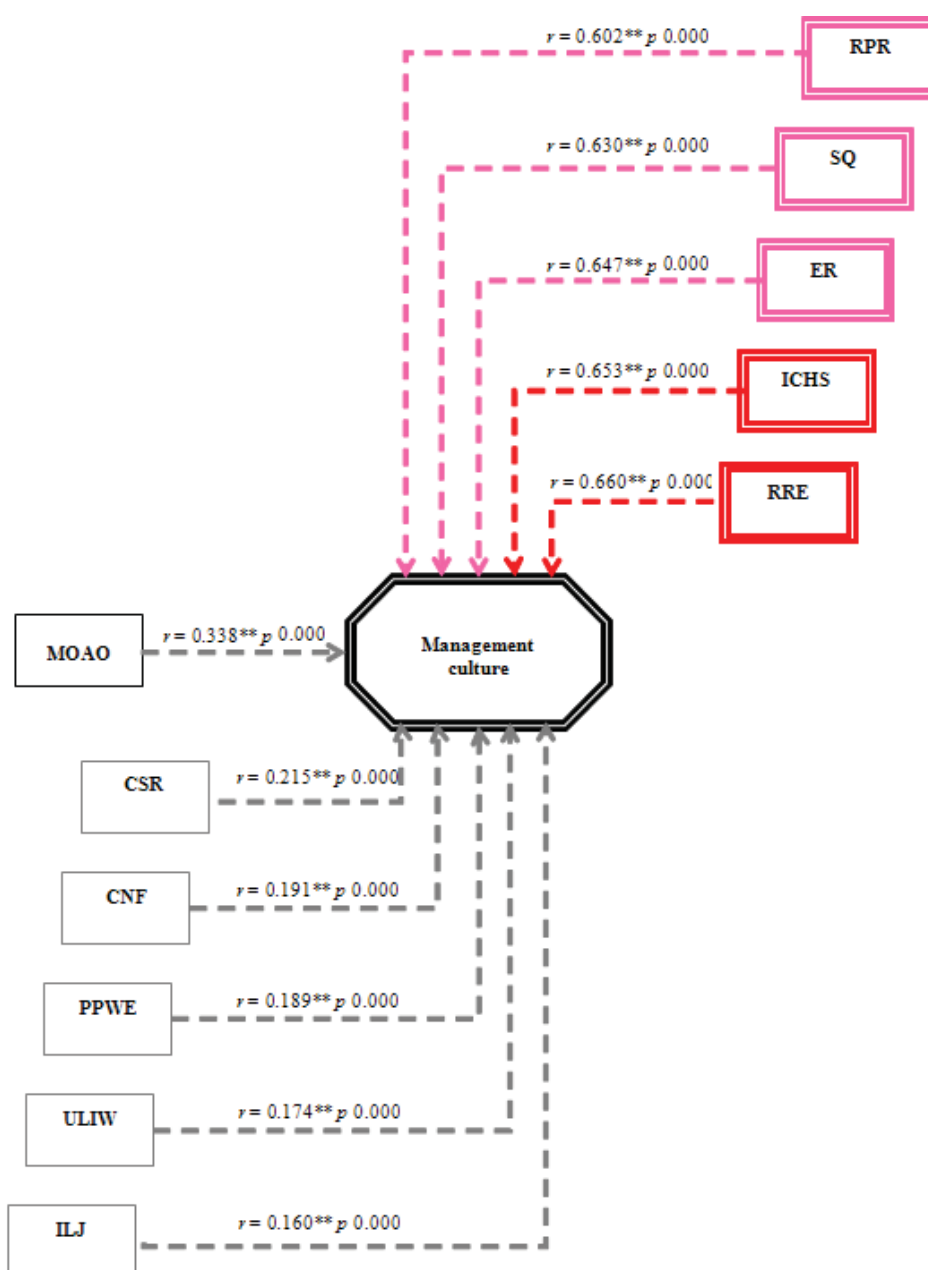 r = 0.602** p 0.000
RPR
r = 0.630** p 0.000
SQ
r = 0.647** p 0.000
ER
r = 0.653** p 0.000
ICHS
r = 0.660** p 0.000
RRE
MOAO
r = 0.338** p 0.000
Management
culture
CSR
r = 0.215** p 0.000
CNF
r = 0.191** p 0.000
PPWE
r = 0.189** p 0.000
ULIW
r = 0.174** p 0.000
ILJ
r = 0.160** p 0.000